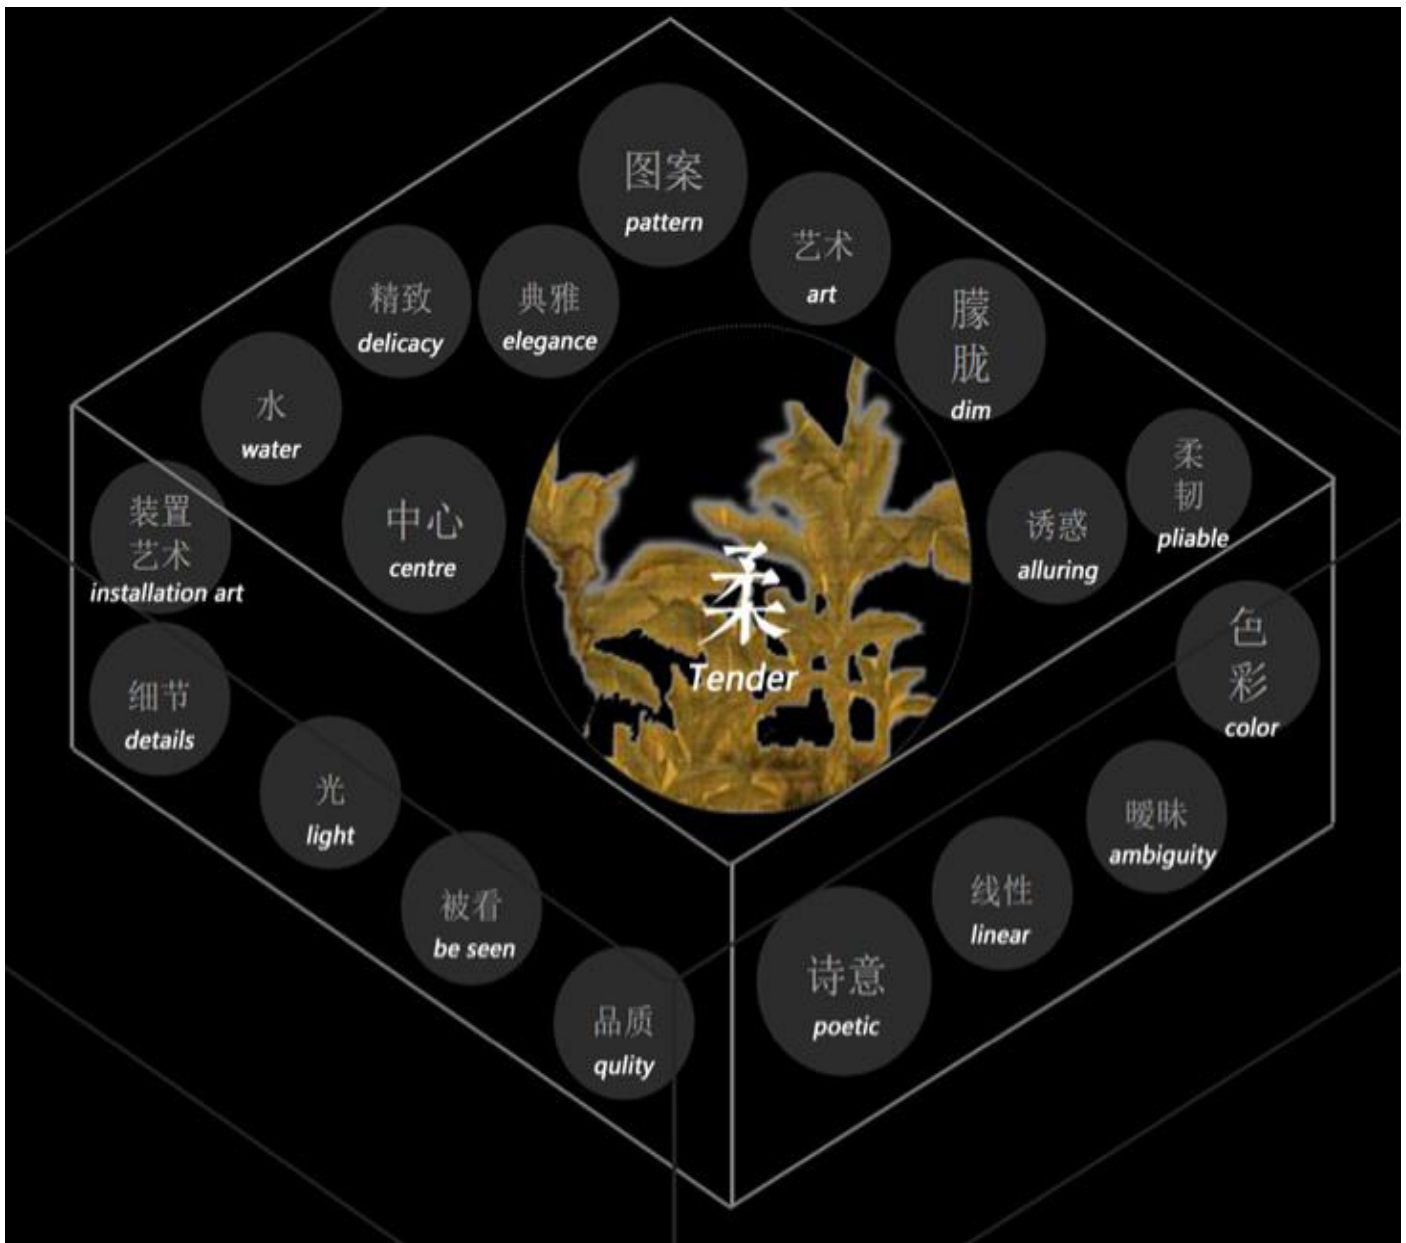 图案
pattern
艺术
art
精致
delicacy
典雅
elegance
朦
胧
dim
水
water
柔
韧
pliable
中心
centre
诱惑
alluring
装置
艺术
installation art
柔
Tender
色
彩
color
细节
details
光
light
暧昧
ambiguity
被看
be seen
线性
linear
诗意
poetic
品质
qulity